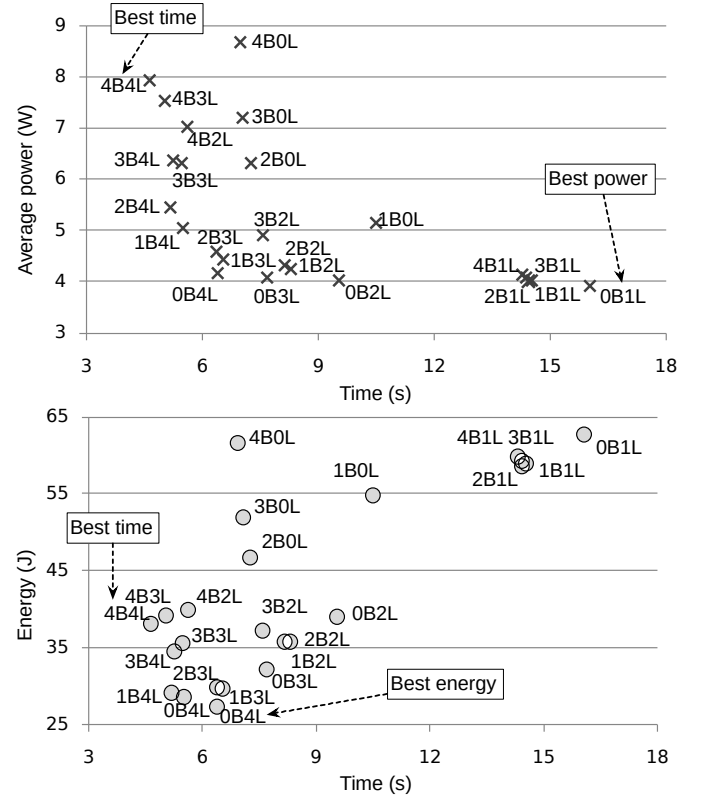 9
Best time
4B0L
8
4B4L
4B3L
3B0L
7
4B2L
3B4L
2B0L
3B3L
6
Best power
2B4L
3B2L
1B0L
5
1B4L
2B3L
2B2L
1B3L
1B2L
4B1L
3B1L
4
0B4L
0B3L
0B2L
2B1L
1B1L
0B1L
3
Average power (W)
3
6
9
12
15
18
Time (s)
65
4B0L
4B1L
3B1L
0B1L
1B0L
2B1L
1B1L
55
3B0L
Best time
2B0L
45
4B3L
4B2L
4B4L
3B2L
0B2L
3B3L
2B2L
35
3B4L
1B2L
2B3L
0B3L
Best energy
1B4L
1B3L
0B4L
0B4L
25
Energy (J)
3
6
9
12
15
18
Time (s)